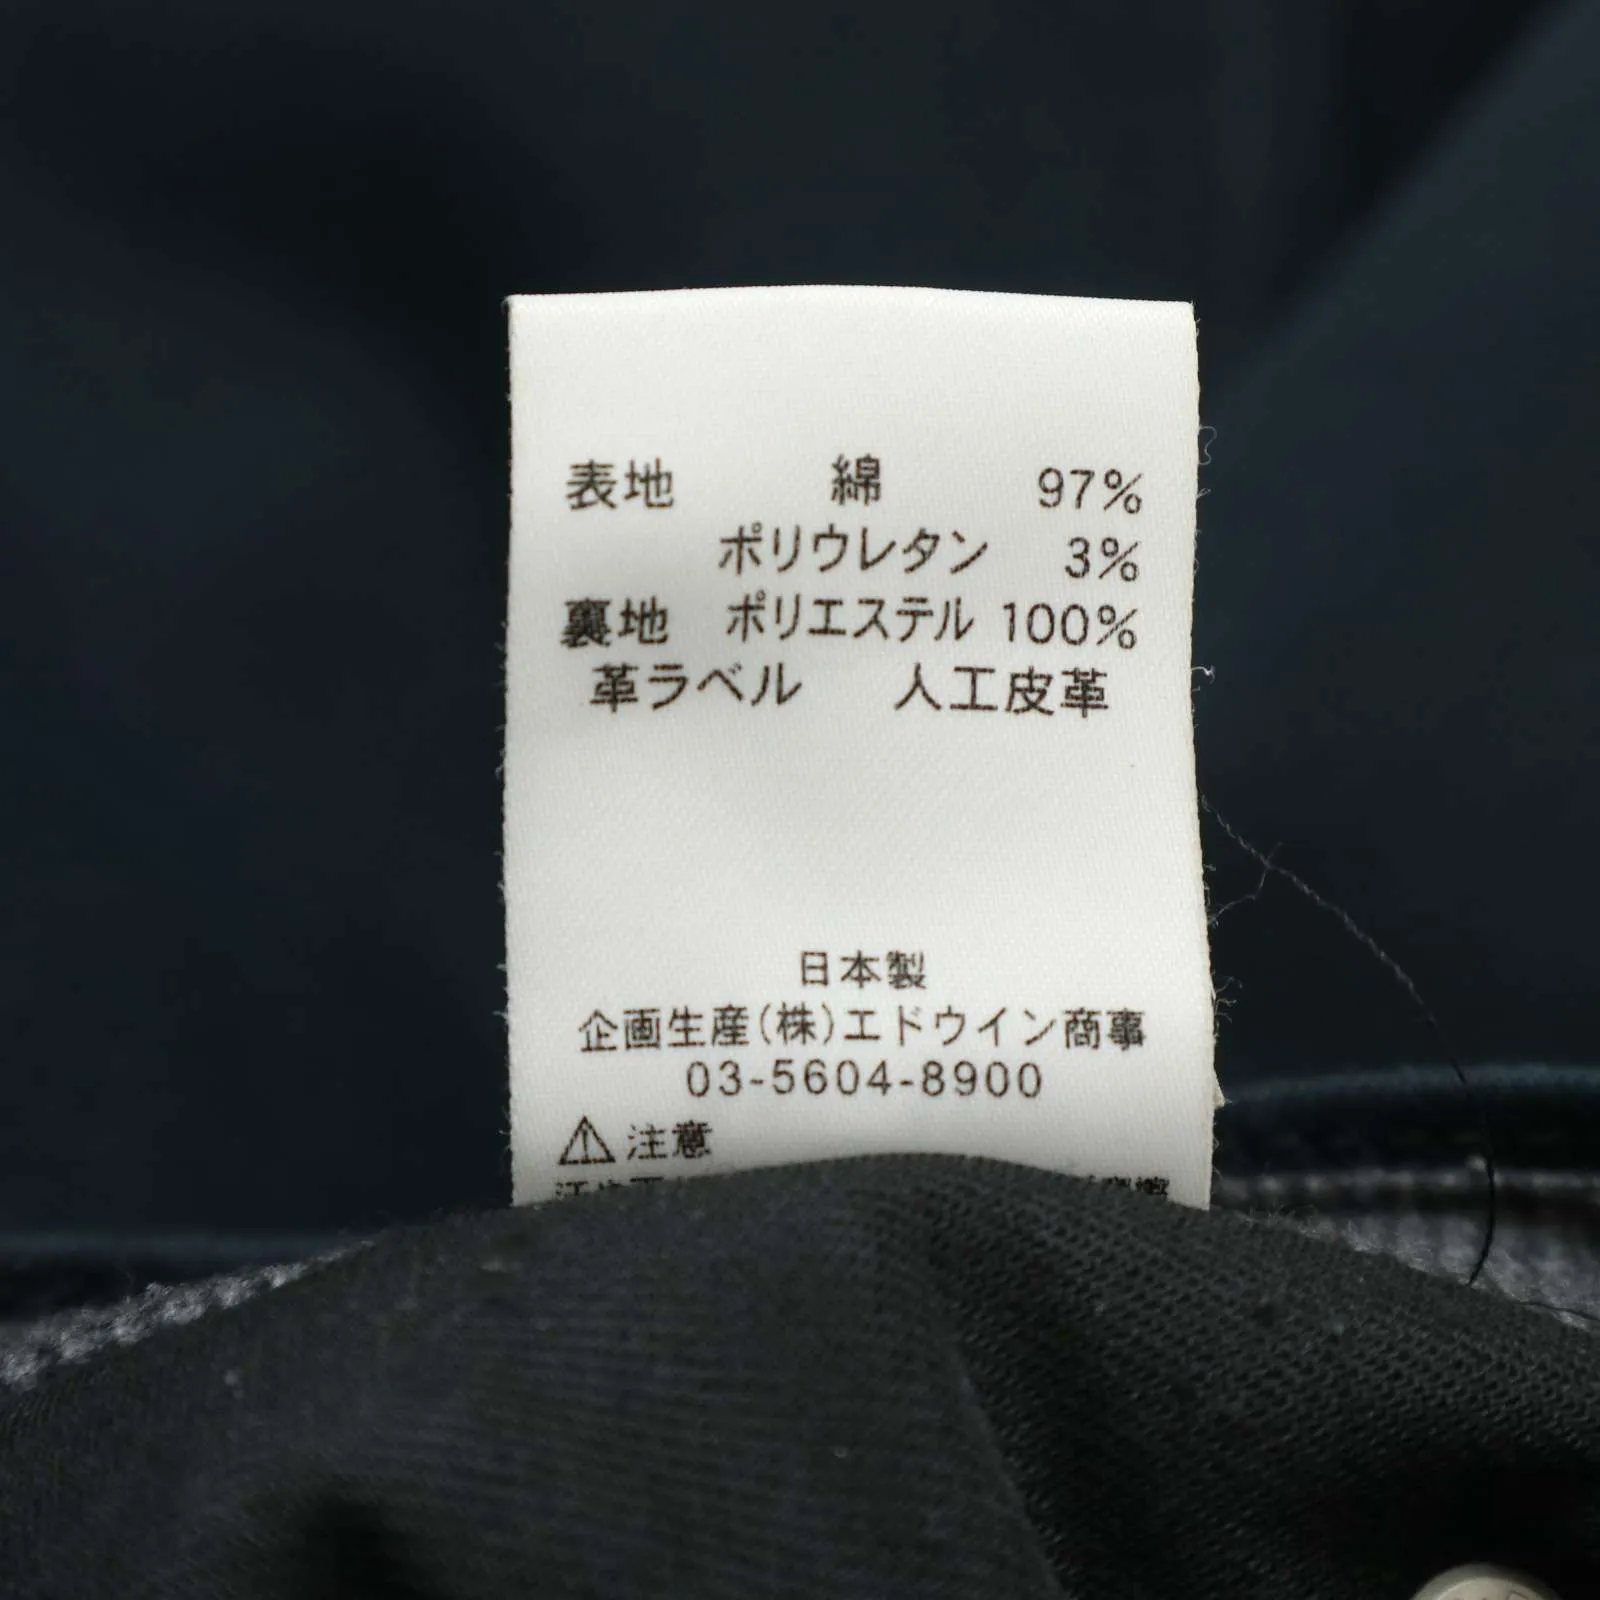 表地 綿 97%
ポリウレタン 3%
裏地 ポリエステル 100%
革ラベル 人工皮革
日本製
企画生産(株)エドウイン商事
03-5604-8900
⚠注意